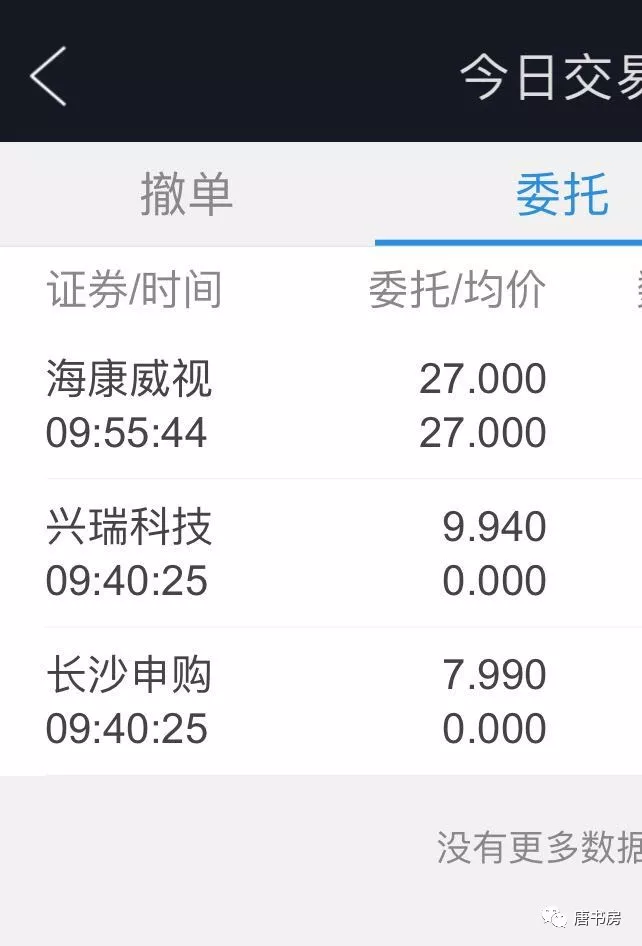 今日交易
撤单 委托
证券/时间 委托/均价
海康威视 27.000
09:55:44 27.000
兴瑞科技 9.940
09:40:25 0.000
长沙申购 7.990
09:40:25 0.000
没有更多数据
唐书房